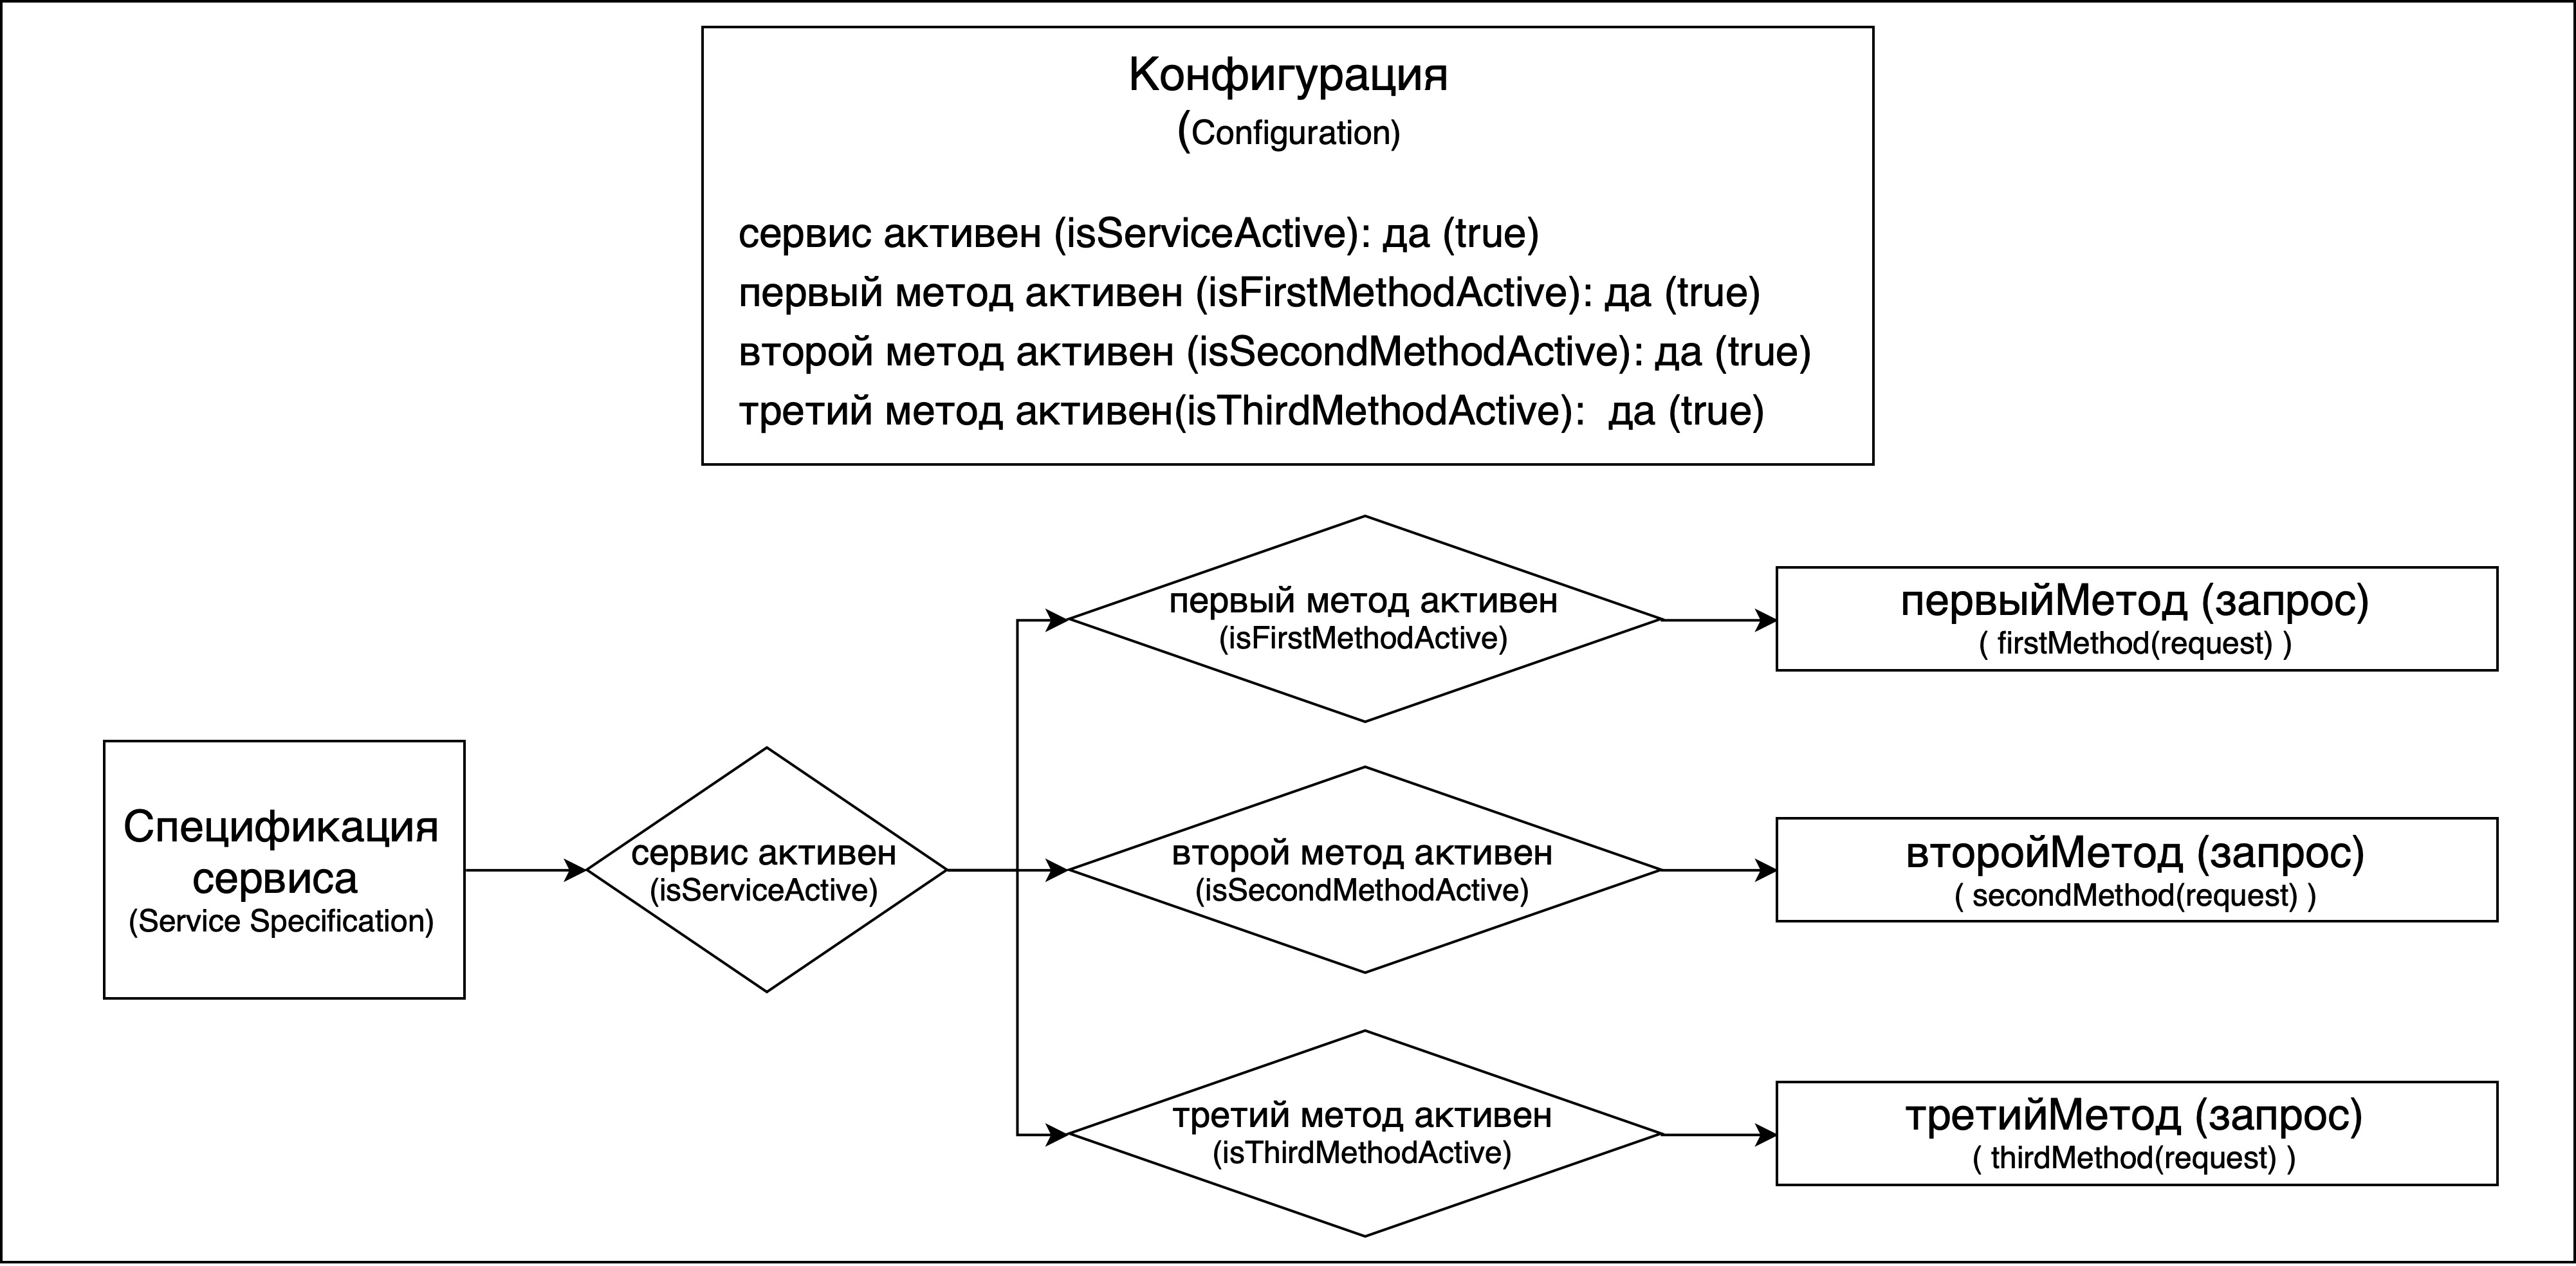 Конфигурация
(Configuration)
сервис активен (isServiceActive): да (true)
первый метод активен (isFirstMethodActive): да (true)
второй метод активен (isSecondMethodActive): да (true)
третий метод активен(isThirdMethodActive):  да (true)
Спецификация
сервиса
(Service Specification)
сервис активен
(isServiceActive)
первый метод активен
(isFirstMethodActive)
первыйМетод (запрос)
( firstMethod(request) )
второй метод активен
(isSecondMethodActive)
второйМетод (запрос)
( secondMethod(request) )
третий метод активен
(isThirdMethodActive)
третийМетод (запрос)
( thirdMethod(request) )